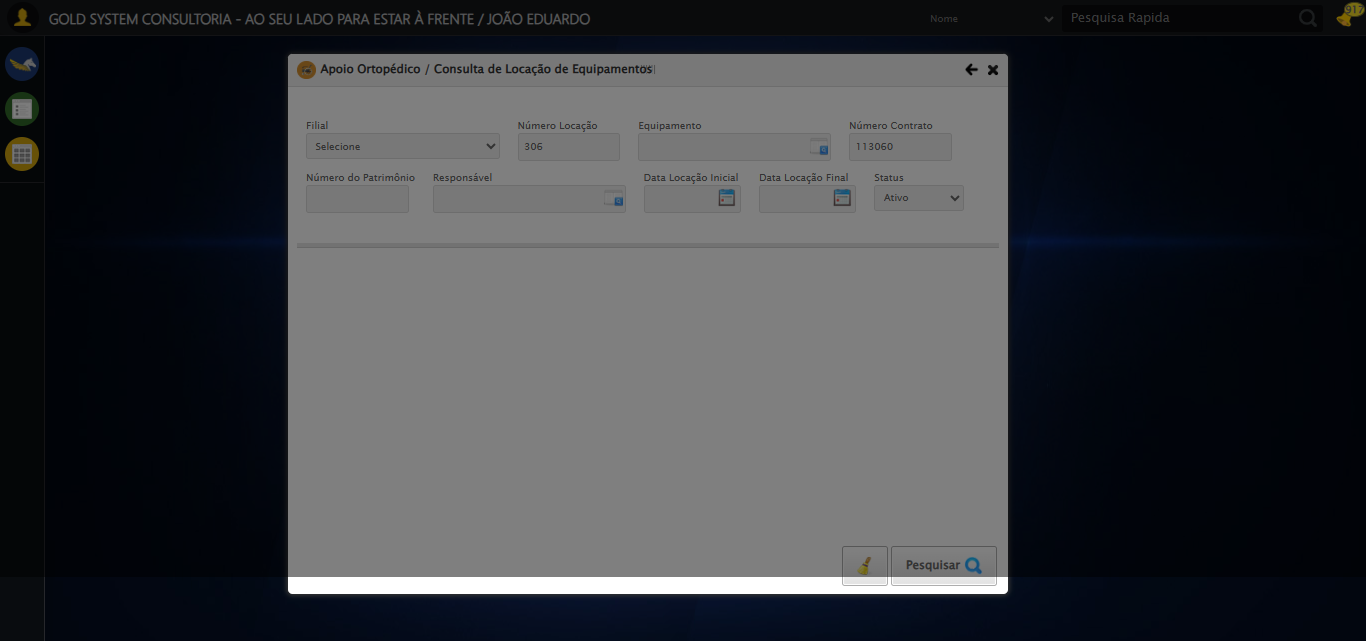 GOLD SYSTEM CONSULTORIA - AO SEU LADO PARA ESTAR À FRENTE / JOÃO EDUARDO
Nome
Pesquisa Rapida
917
Apoio Ortopédico / Consulta de Locação de Equipamentos
Filial
Número Locação
Equipamento
Número Contrato
Selecione
306
113060
Número do Patrimônio
Responsável
Data Locação Inicial
Data Locação Final
Status
Ativo
Pesquisar